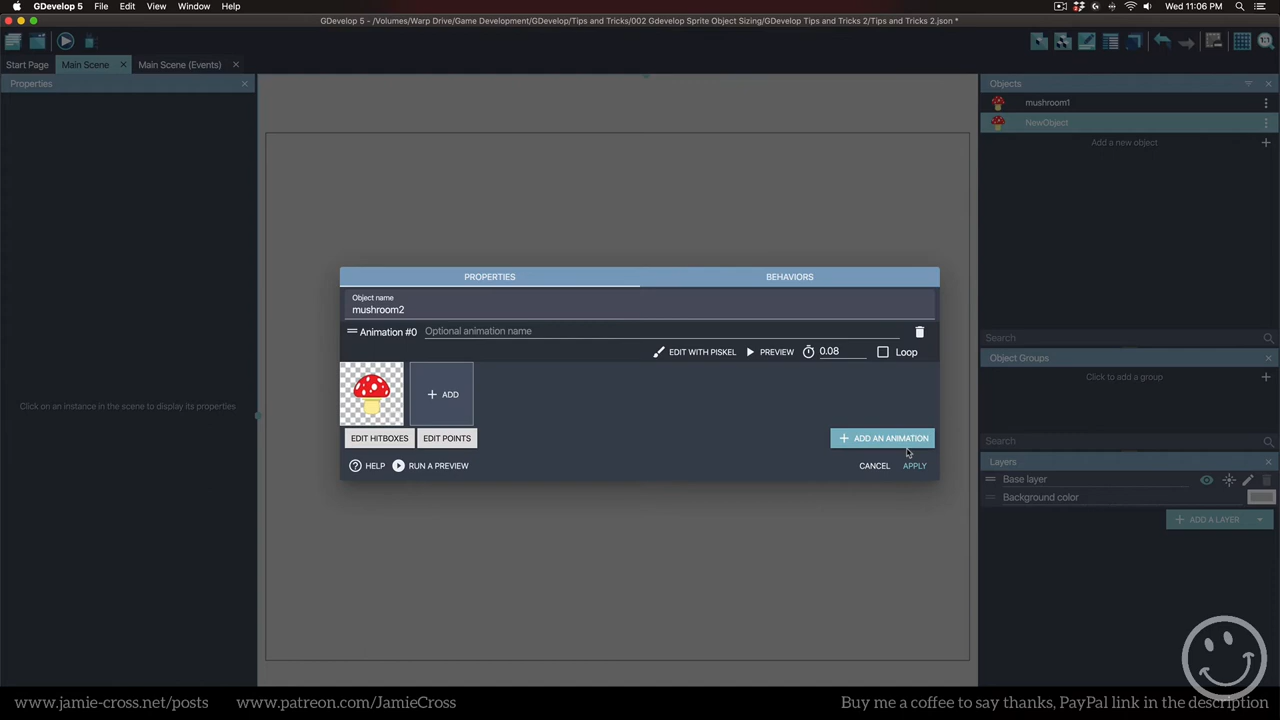 GDevelop 5 File Edit View Window Help
Wed 11:06 PM
GDevelop 5 - /Volumes/Warp Drive/Game Development/GDevelop/Tips and Tricks/002 Gdevelop Sprite Object Sizing/GDevelop Tips and Tricks 2/Tips and Tricks 2.json *
Start Page
Main Scene
Main Scene (Events)
Properties
Click on an instance in the scene to display its properties
PROPERTIES
BEHAVIORS
Object name
mushroom2
Animation #0
Optional animation name
EDIT WITH PISKEL
PREVIEW
0.08
Loop
ADD
EDIT HITBOXES
EDIT POINTS
ADD AN ANIMATION
HELP
RUN A PREVIEW
CANCEL
APPLY
Objects
mushroom1
NewObject
Add a new object
Search
Object Groups
Click to add a group
Search
Layers
Base layer
Background color
ADD A LAYER
www.jamie-cross.net/posts
www.patreon.com/JamieCross
Buy me a coffee to say thanks, PayPal link in the description